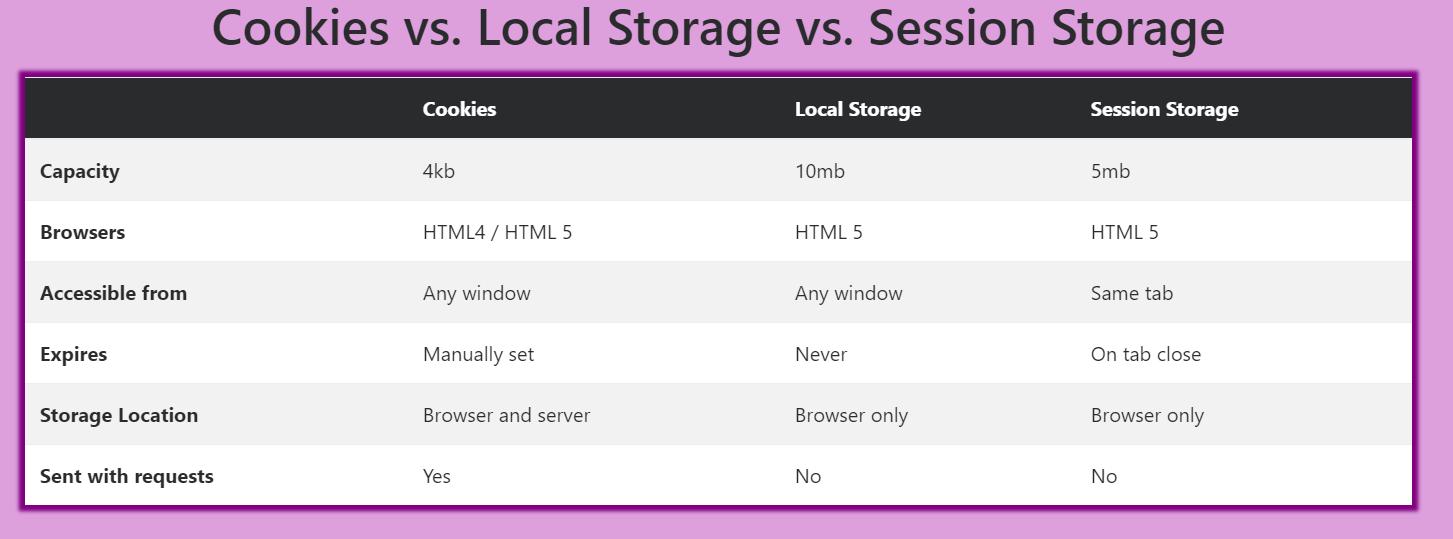 Cookies vs. Local Storage vs. Session Storage
Cookies Local Storage Session Storage
Capacity 4kb 10mb 5mb
Browsers HTML4 / HTML 5 HTML 5 HTML 5
Accessible from Any window Any window Same tab
Expires Manually set Never On tab close
Storage Location Browser and server Browser only Browser only
Sent with requests Yes No No